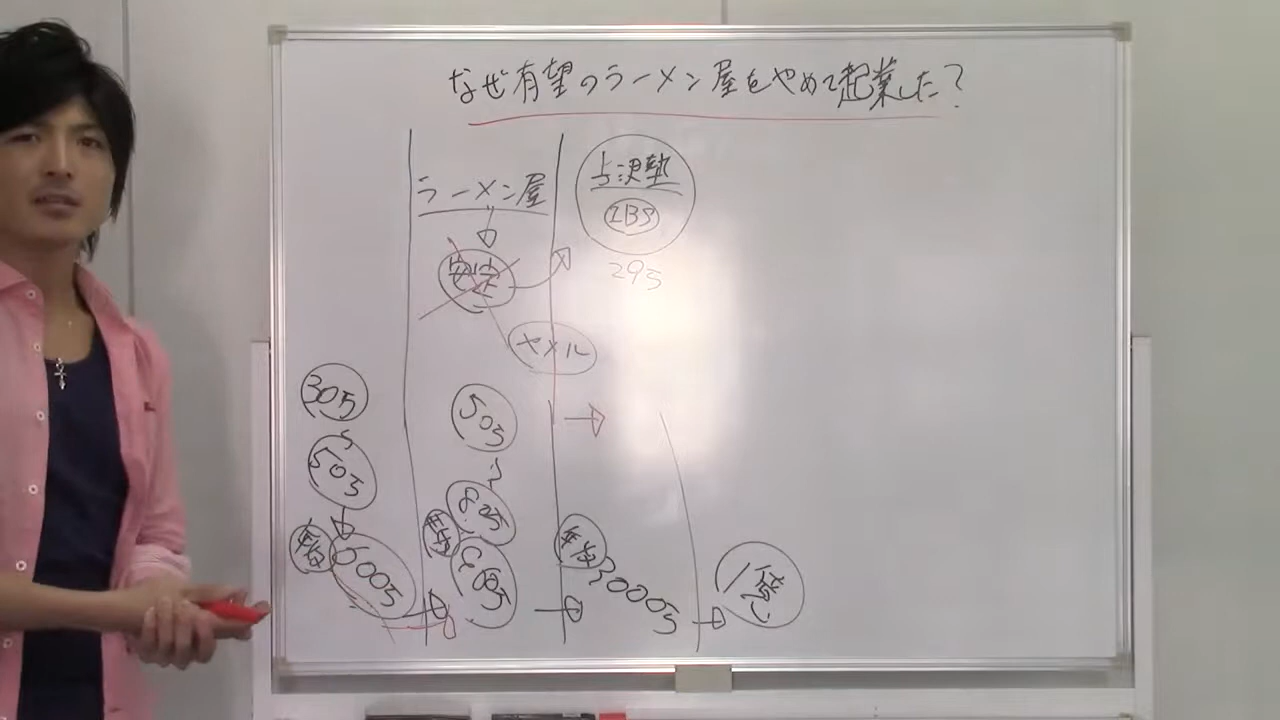 なぜ有望のラーメン屋をやめて起業した?
ラーメン屋
安定
ヤメル
与沢塾
29万
30万
50万
年収
600万
50万
80万
年収
年収3000万
1億